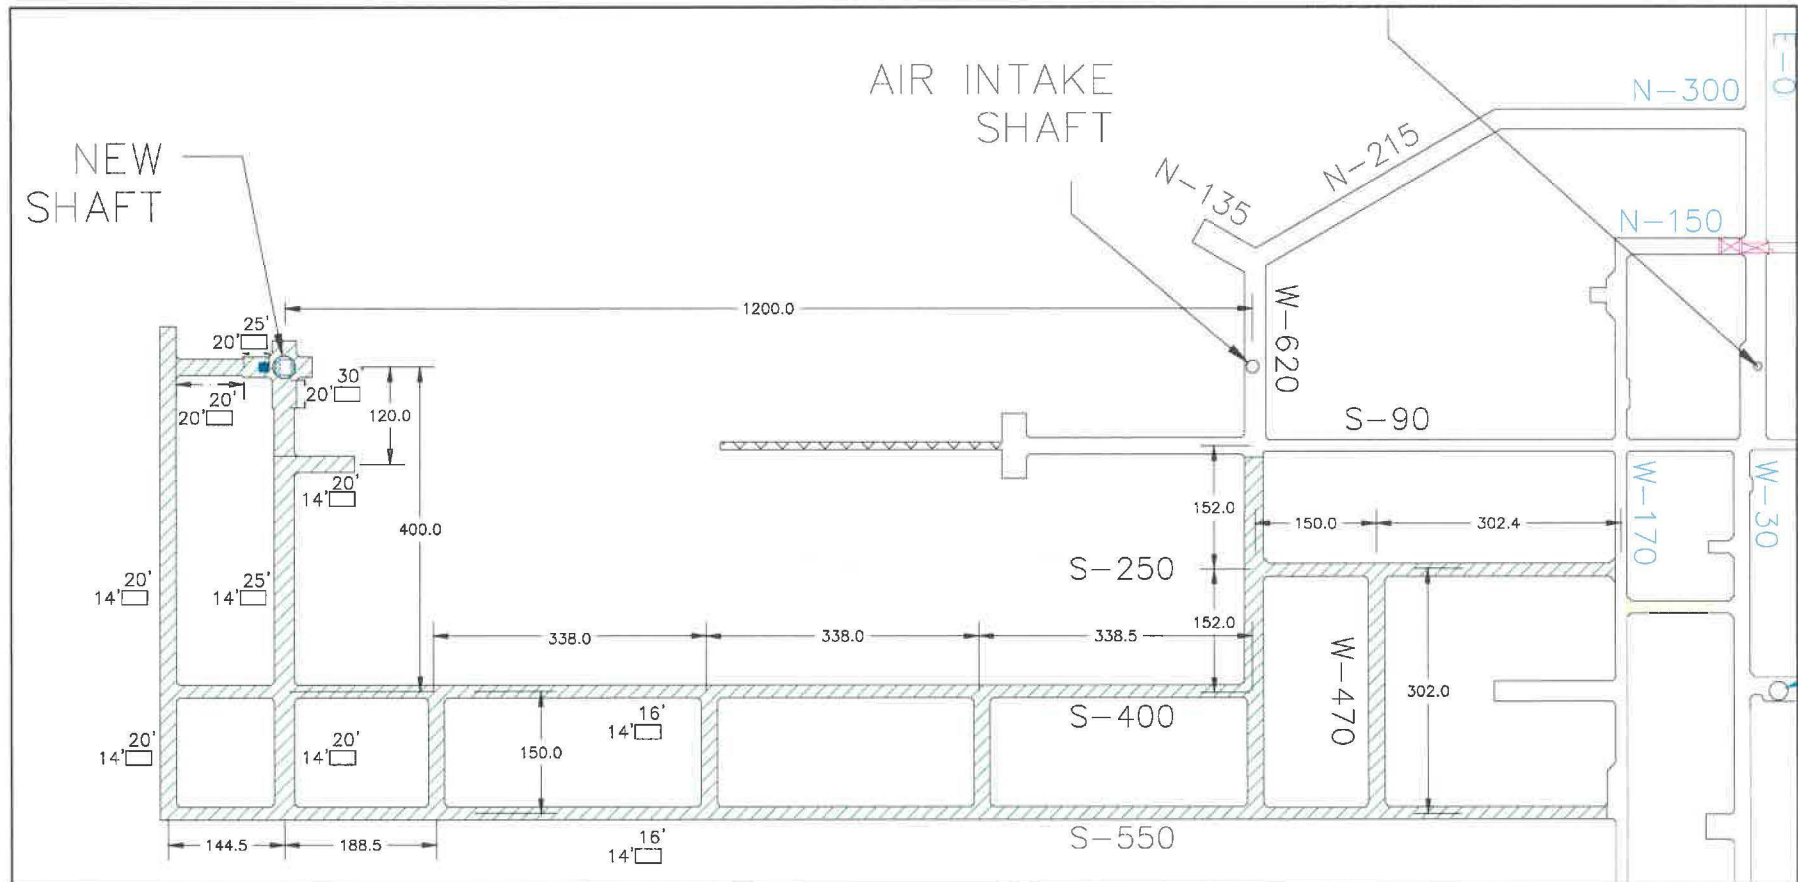 E-0
N-300
AIR INTAKE
SHAFT
N-215
NEW
SHAFT
N-135
N-150
1200.0
W-620
25'
20'
30'
20'
20'
20'
120.0
S-90
20'
14'
400.0
152.0
150.0
302.4
W-170
W-30
S-250
20'
14'
25'
14'
338.0
338.0
338.5
152.0
W-470
302.0
S-400
16'
14'
20'
14'
20'
14'
150.0
144.5
188.5
16'
14'
S-550